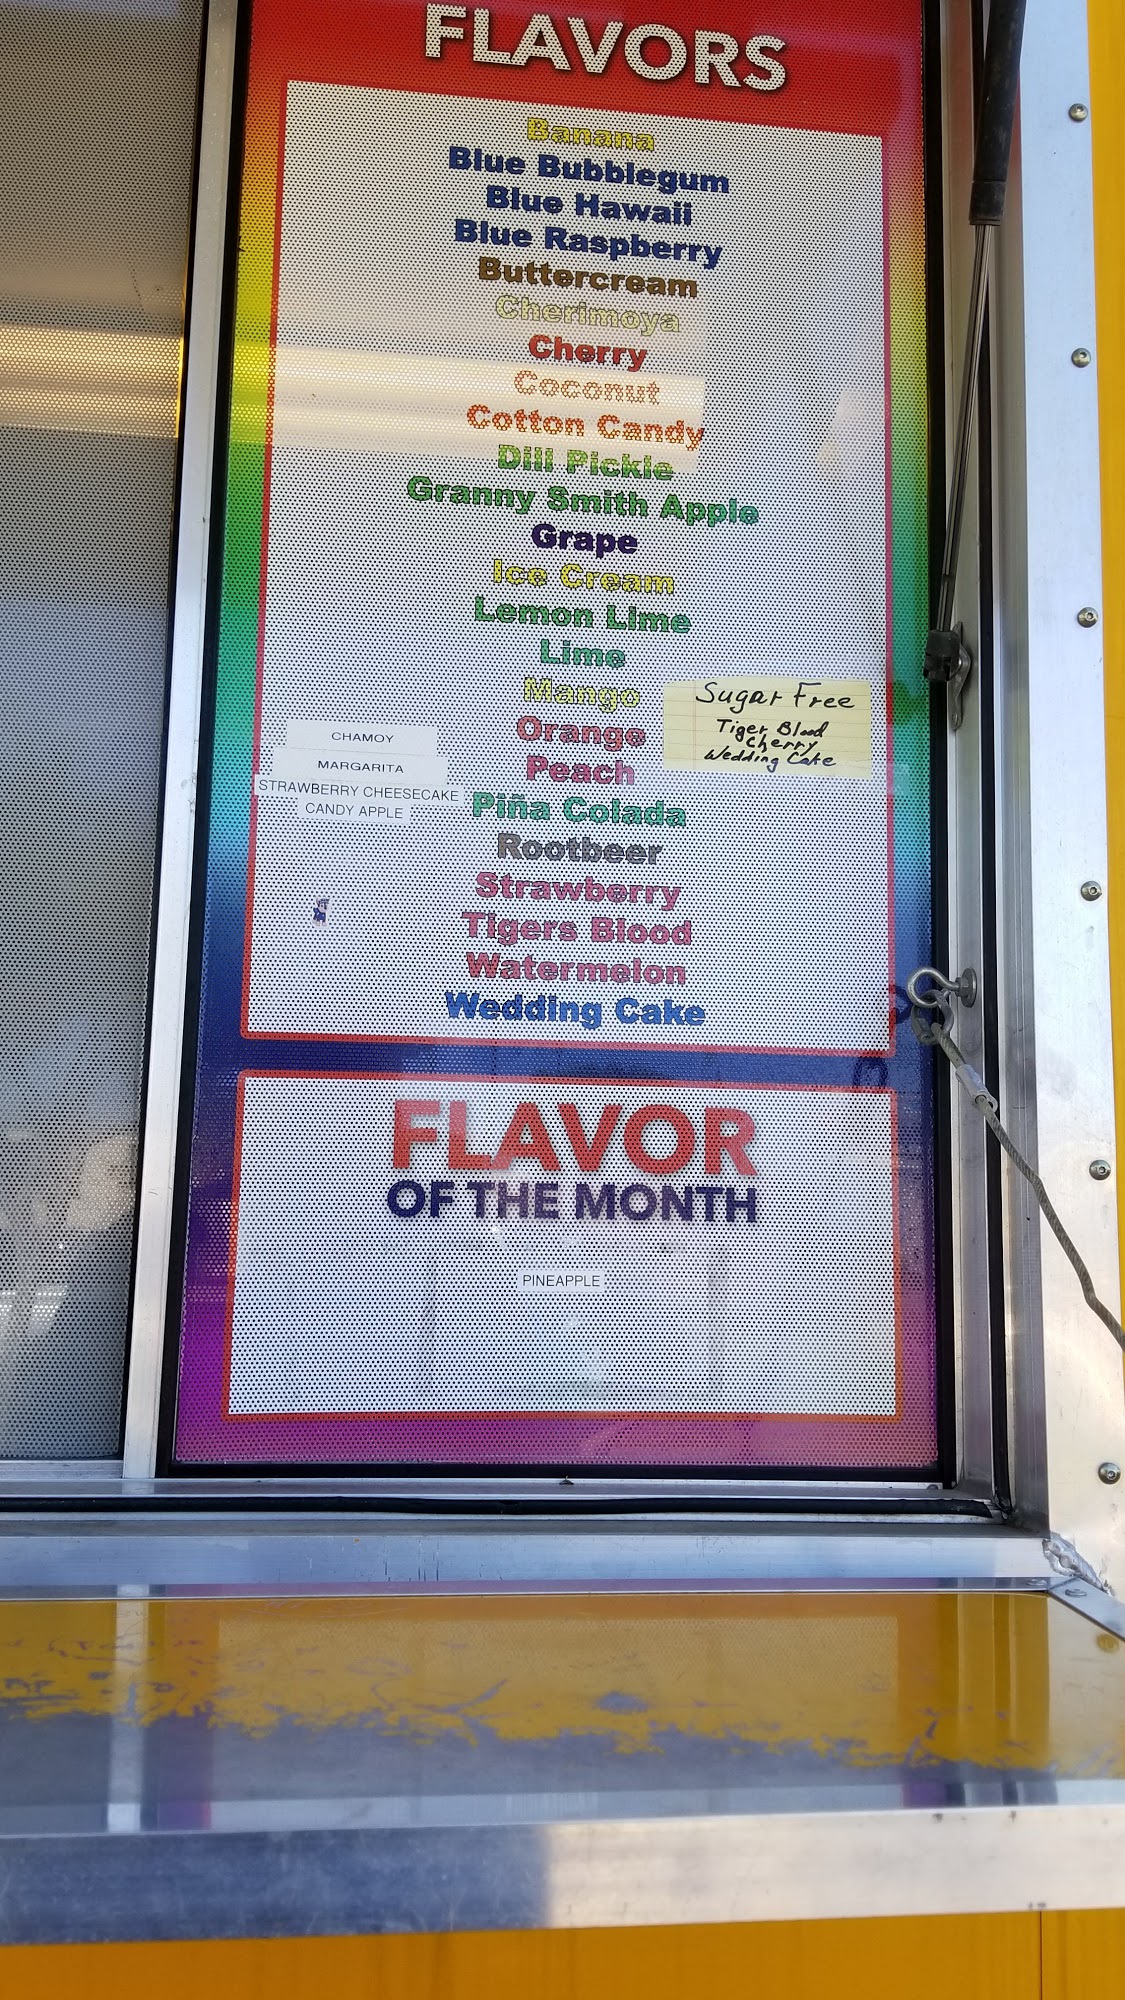 FLAVORS
Banana
Blue Bubblegum
Blue Hawaii
Blue Raspberry
Buttercream
Cherimoya
Cherry
Coconut
Cotton Candy
Dill Pickle
Granny Smith Apple
Grape
Ice Cream
Lemon Lime
Lime
Mango
Orange
Peach
Piña Colada
Rootbeer
Strawberry
Tigers Blood
Watermelon
Wedding Cake
CHAMOY
MARGARITA
STRAWBERRY CHEESECAKE
CANDY APPLE
Sugar Free
Tiger Blood
Cherry
Wedding Cake
FLAVOR
OF THE MONTH
PINEAPPLE